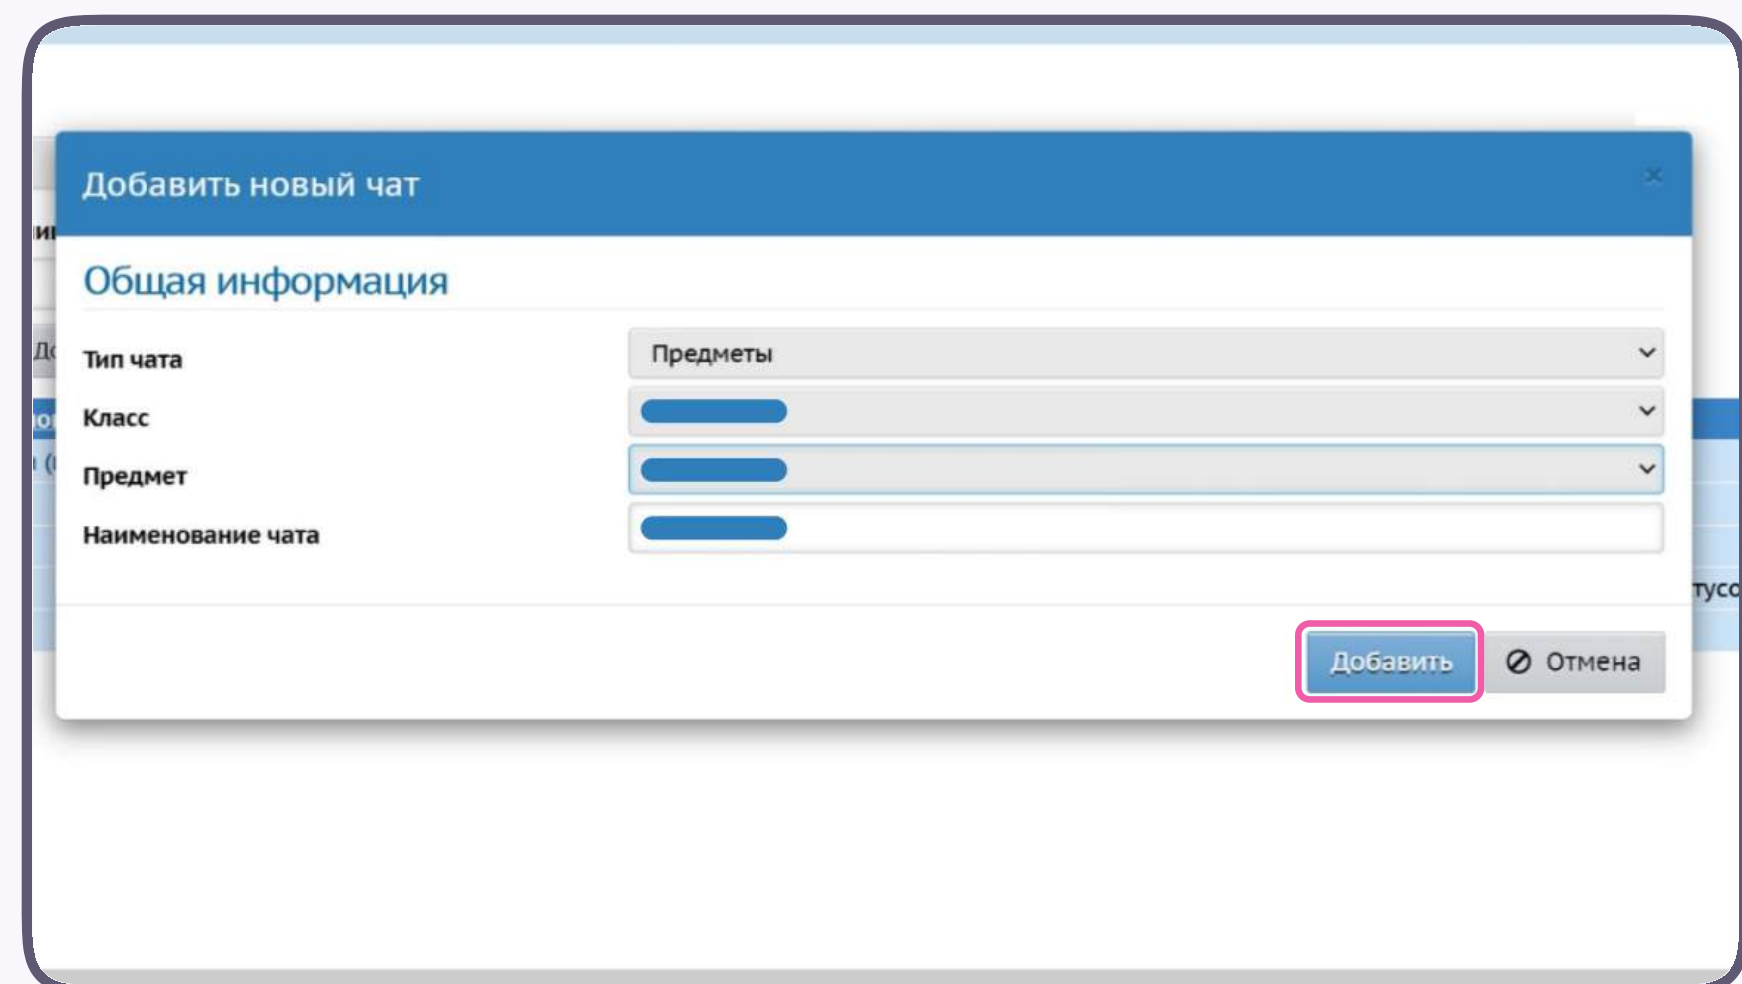 Добавить новый чат
Общая информация
Тип чата
Предметы
Класс
Предмет
Наименование чата
Добавить
Отмена